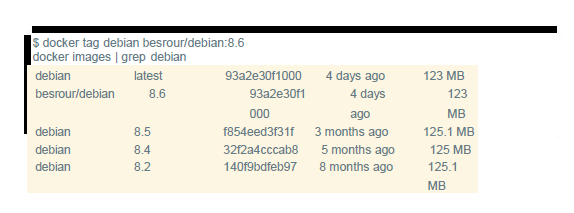 $ docker tag debian besrour/debian:8.6
docker images | grep debian
debian latest 93a2e30f1000 4 days ago 123 MB
besrour/debian 8.6 93a2e30f1 4 days 123
000 ago MB
debian 8.5 f854eed3f31f 3 months ago 125.1 MB
debian 8.4 32f2a4cccab8 5 months ago 125 MB
debian 8.2 140f9bdfeb97 8 months ago 125.1
MB